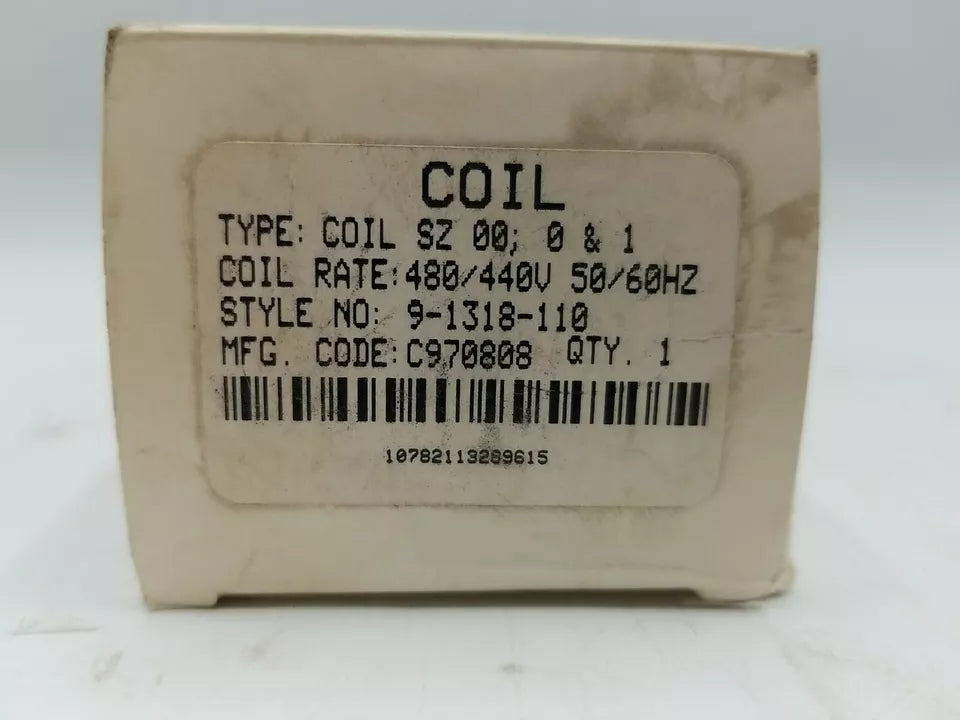 COIL
TYPE: COIL SZ 00; 0 & 1
COIL RATE:480/440V 50/60HZ
STYLE NO: 9-1318-110
MFG. CODE:C970808 QTY. 1
10782113289615